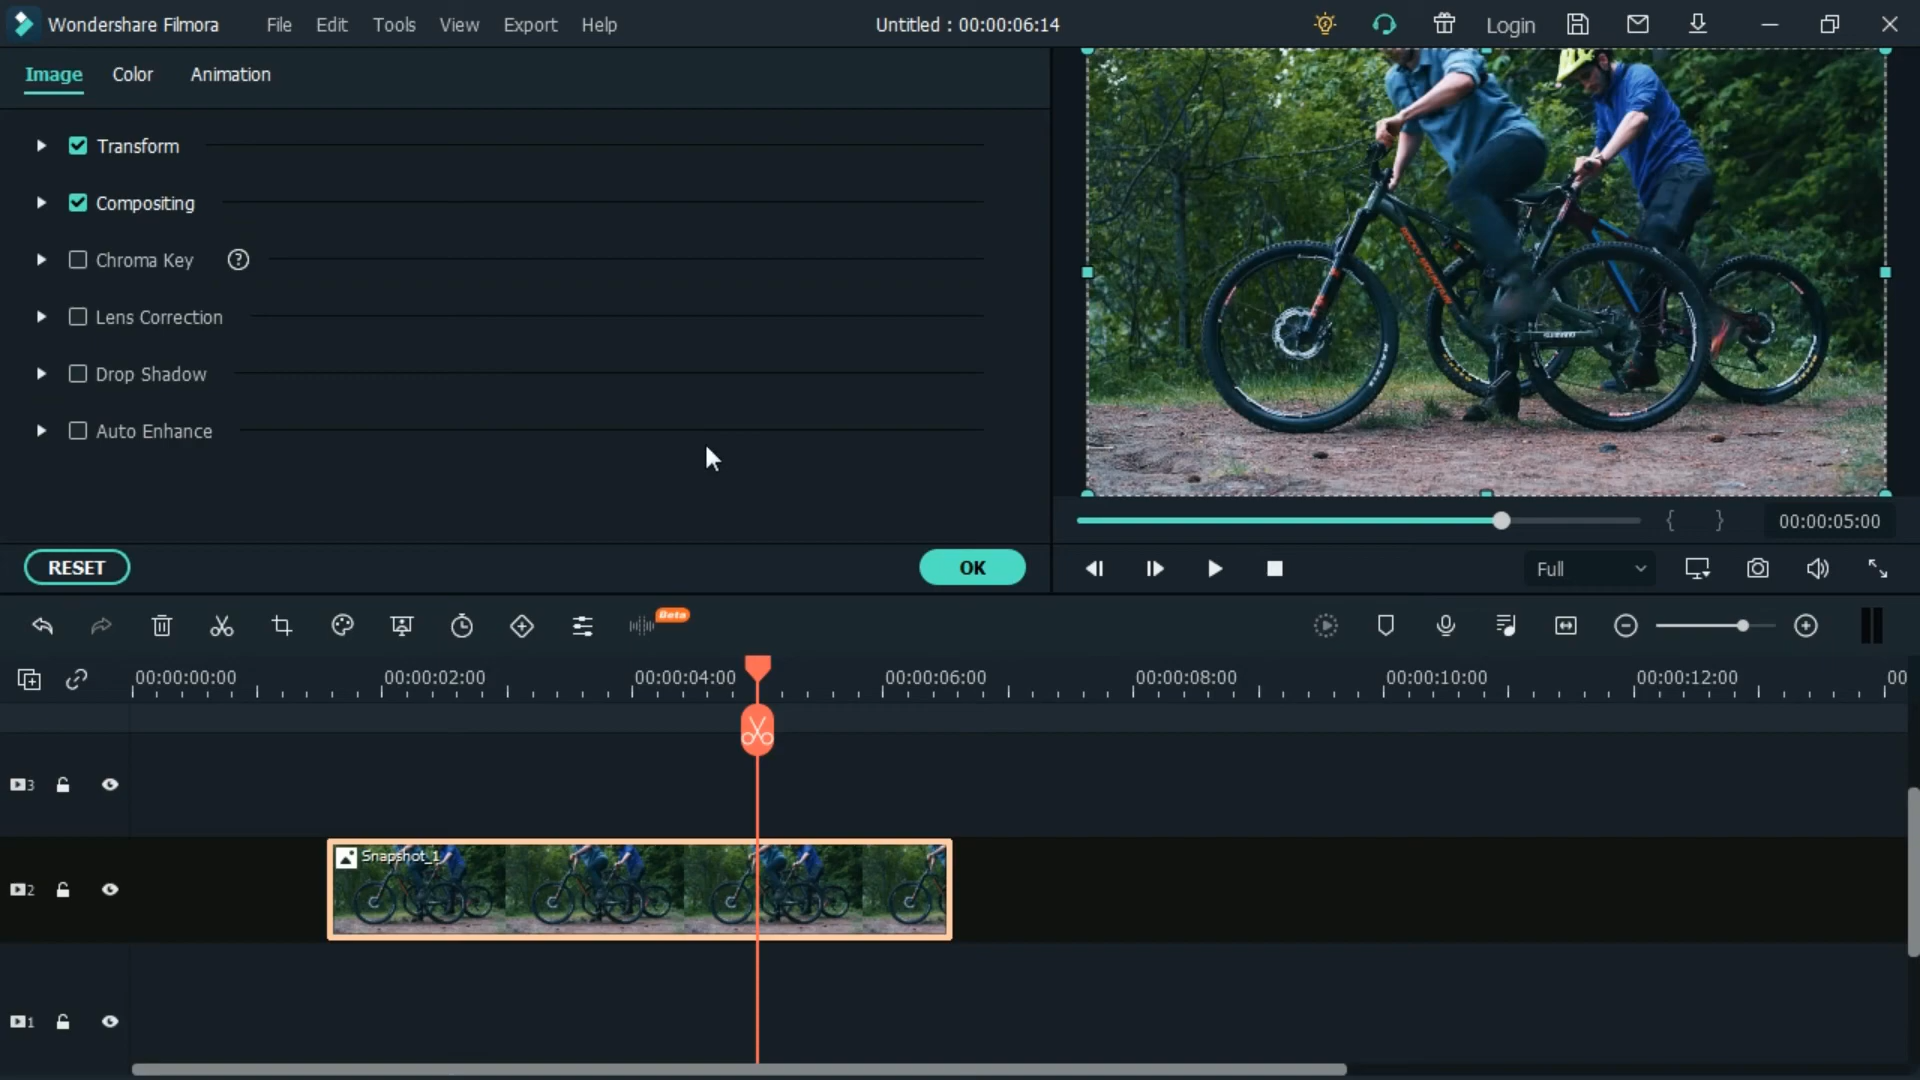 Wondershare Filmora File Edit Tools View Export Help Untitled : 00:00:06:14 Login
Image Color Animation
Transform
Compositing
Chroma Key ?
Lens Correction
Drop Shadow
Auto Enhance
ROCKY MOUNTAIN
{ } 00:00:05:00
RESET OK Full
Beta
00:00:00:00 00:00:02:00 00:00:04:00 00:00:06:00 00:00:08:00 00:00:10:00 00:00:12:00 00
3
Snapshot_1
2
1